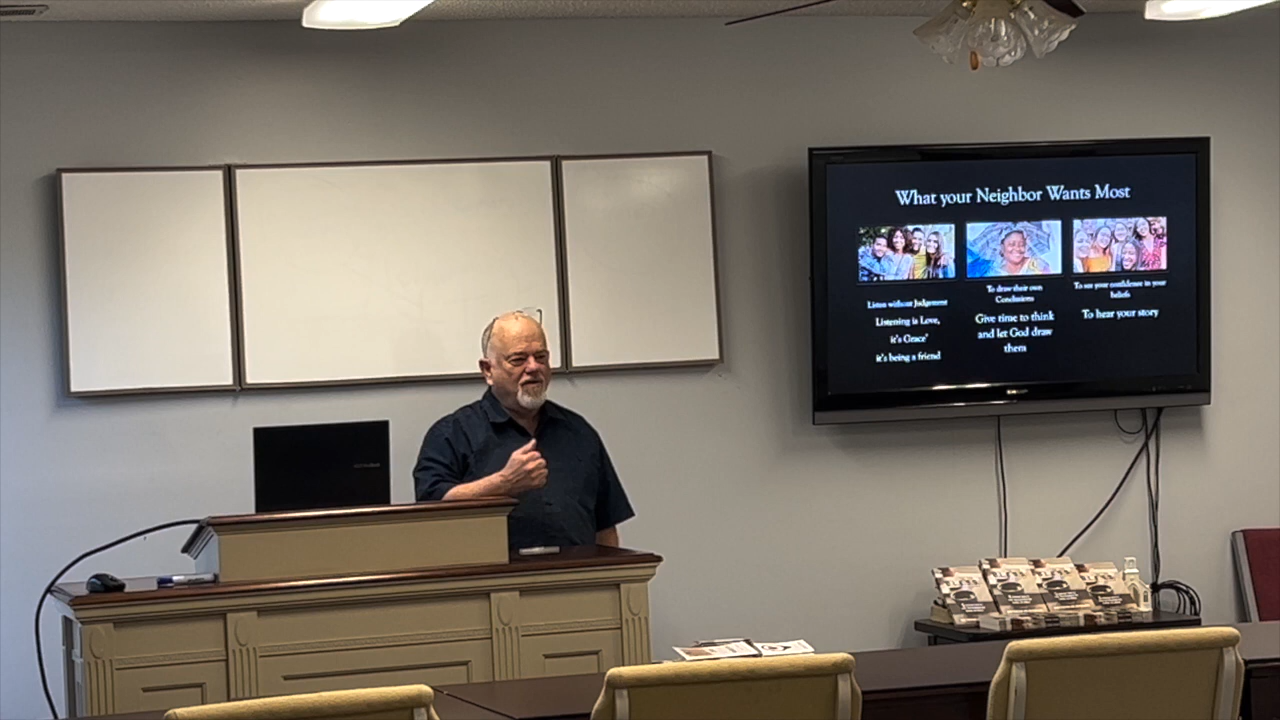 What your Neighbor Wants Most
Listen without Judgement
Listening is Love,
it's Grace'
it's being a friend
To draw their own
Conclusions
Give time to think
and let God draw
them
To see your confidence in your
beliefs
To hear your story